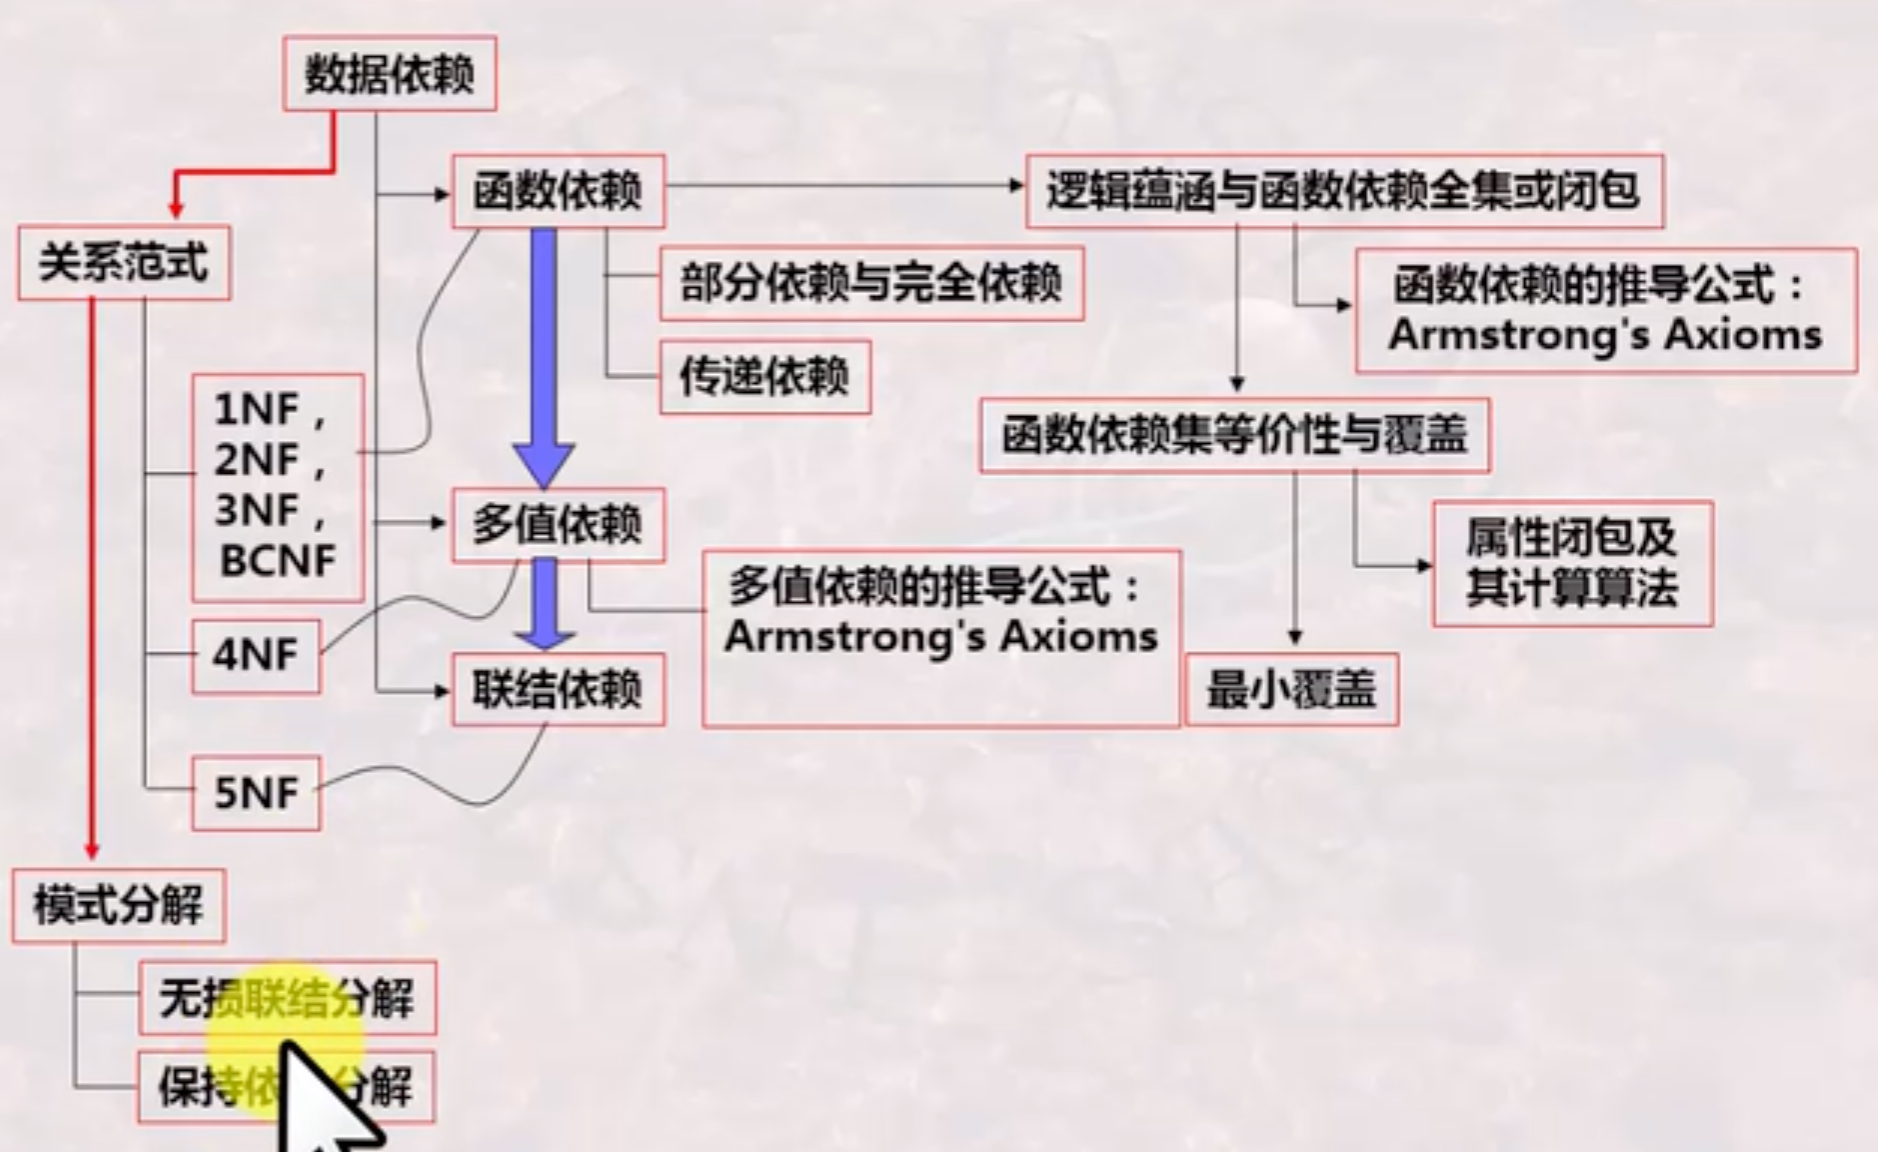 数据依赖
函数依赖
逻辑蕴涵与函数依赖全集或闭包
关系范式
部分依赖与完全依赖
函数依赖的推导公式：
Armstrong's Axioms
传递依赖
1NF，
2NF，
3NF，
BCNF
函数依赖集等价性与覆盖
多值依赖
属性闭包及
其计算算法
多值依赖的推导公式：
Armstrong's Axioms
4NF
联结依赖
最小覆盖
5NF
模式分解
无损联结分解
保持依 分解